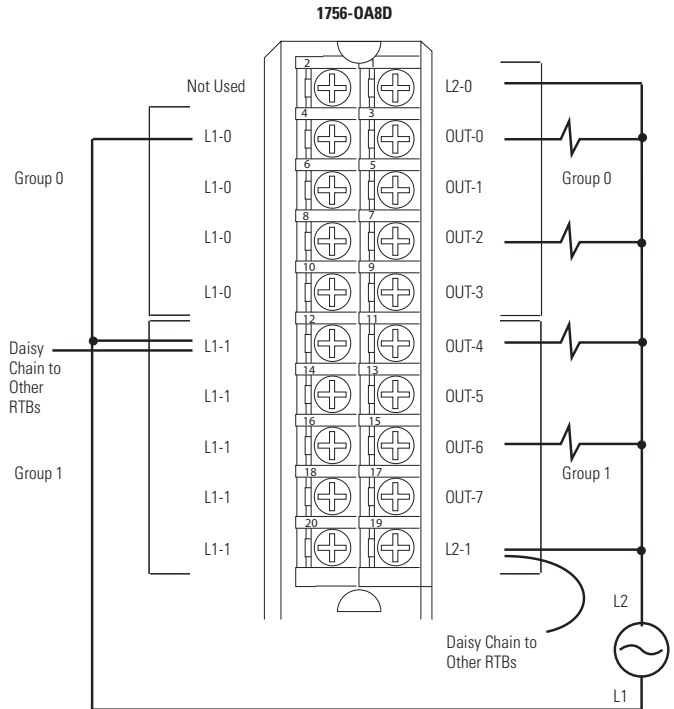 1756-OA8D
2 1
Not Used L2-0
4 3
L1-0 OUT-0
6 5
Group 0 L1-0 OUT-1 Group 0
8 7
L1-0 OUT-2
10 9
L1-0 OUT-3
12 11
Daisy
Chain to
Other
RTBs
L1-1 OUT-4
14 13
L1-1 OUT-5
16 15
L1-1 OUT-6
Group 1 Group 1
18 17
L1-1 OUT-7
20 19
L1-1 L2-1
L2
Daisy Chain to
Other RTBs
L1